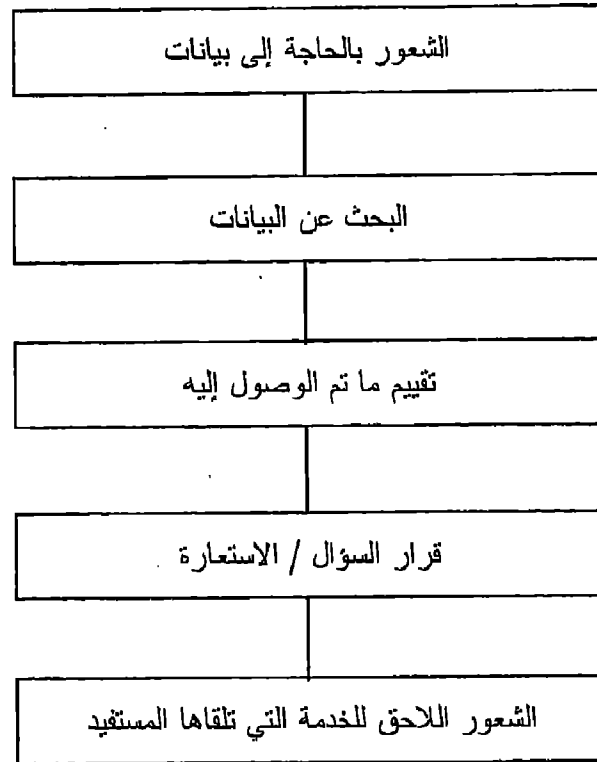 الشعور بالحاجة إلى بيانات
البحث عن البيانات
تقييم ما تم الوصول إليه
قرار السؤال / الاستعارة
الشعور اللاحق للخدمة التي تلقاها المستفيد